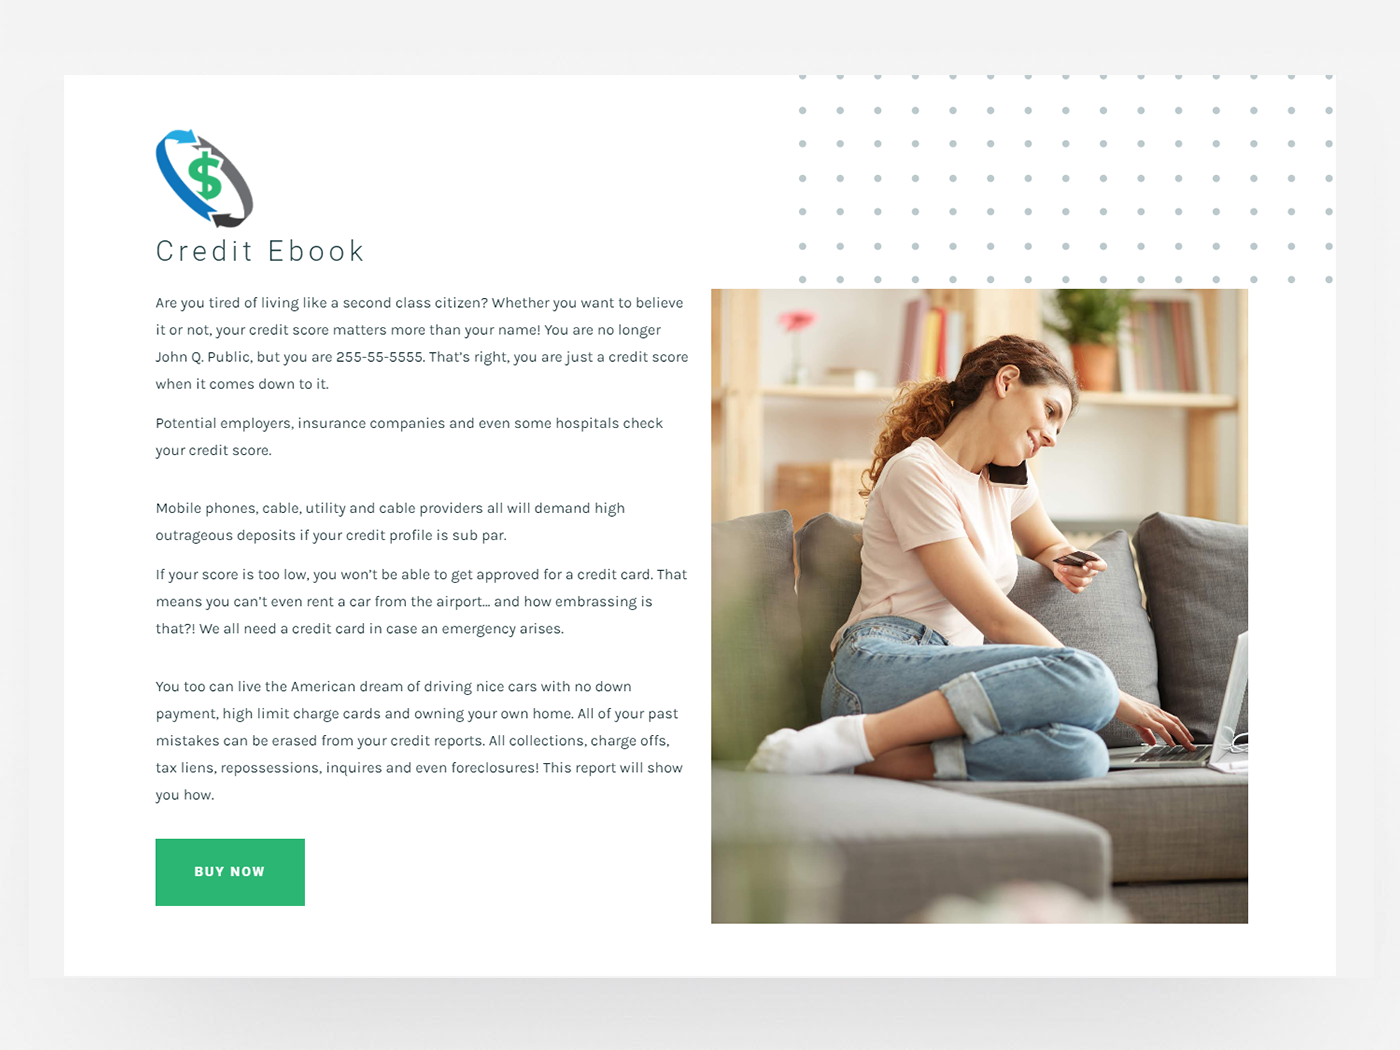 $
Credit Ebook
Are you tired of living like a second class citizen? Whether you want to believe
it or not, your credit score matters more than your name! You are no longer
John Q. Public, but you are 255-55-5555. That’s right, you are just a credit score
when it comes down to it.
Potential employers, insurance companies and even some hospitals check
your credit score.
Mobile phones, cable, utility and cable providers all will demand high
outrageous deposits if your credit profile is sub par.
If your score is too low, you won’t be able to get approved for a credit card. That
means you can’t even rent a car from the airport... and how embrassing is
that?! We all need a credit card in case an emergency arises.
You too can live the American dream of driving nice cars with no down
payment, high limit charge cards and owning your own home. All of your past
mistakes can be erased from your credit reports. All collections, charge offs,
tax liens, repossessions, inquires and even foreclosures! This report will show
you how.
BUY NOW